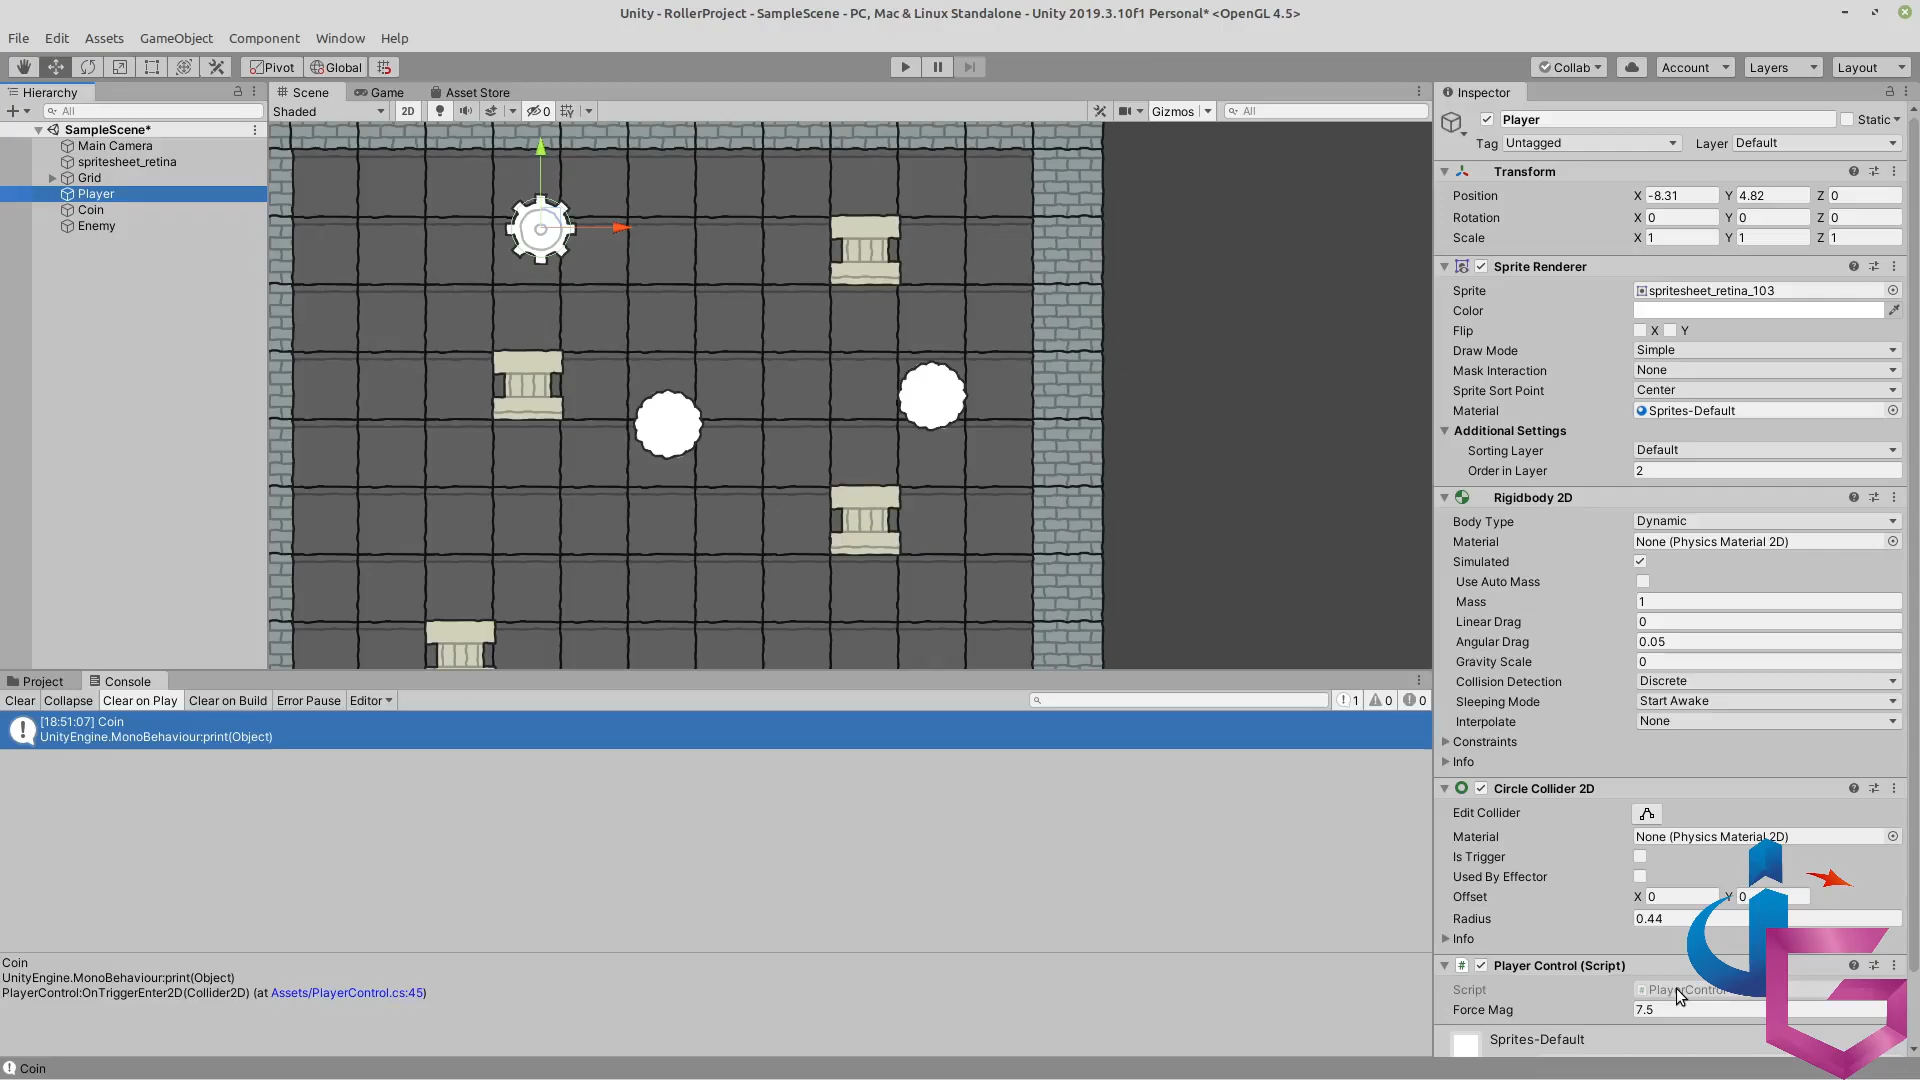 Unity - RollerProject - SampleScene - PC, Mac & Linux Standalone - Unity 2019.3.10f1 Personal* <OpenGL 4.5>
File Edit Assets GameObject Component Window Help
Pivot Global Collab Account Layers Layout
Hierarchy
All
SampleScene*
Main Camera
spritesheet_retina
Grid
Player
Coin
Enemy
Scene Game Asset Store
Shaded 2D 0 Gizmos All
Inspector
Player Static
Tag Untagged Layer Default
Transform
Position X -8.31 Y 4.82 Z 0
Rotation X 0 Y 0 Z 0
Scale X 1 Y 1 Z 1
Sprite Renderer
Sprite spritesheet_retina_103
Color
Flip X Y
Draw Mode Simple
Mask Interaction None
Sprite Sort Point Center
Material Sprites-Default
Additional Settings
Sorting Layer Default
Order in Layer 2
Rigidbody 2D
Body Type Dynamic
Material None (Physics Material 2D)
Simulated
Use Auto Mass
Mass 1
Linear Drag 0
Angular Drag 0.05
Gravity Scale 0
Collision Detection Discrete
Sleeping Mode Start Awake
Interpolate None
Constraints
Info
Circle Collider 2D
Edit Collider
Material None (Physics Material 2D)
Is Trigger
Used By Effector
Offset X 0 Y 0
Radius 0.44
Info
Player Control (Script)
Script PlayerControl
Force Mag 7.5
Sprites-Default
Project Console
Clear Collapse Clear on Play Clear on Build Error Pause Editor 1 0 0
[18:51:07] Coin
UnityEngine.MonoBehaviour:print(Object)
Coin
UnityEngine.MonoBehaviour:print(Object)
PlayerControl:OnTriggerEnter2D(Collider2D) (at Assets/PlayerControl.cs:45)
Coin